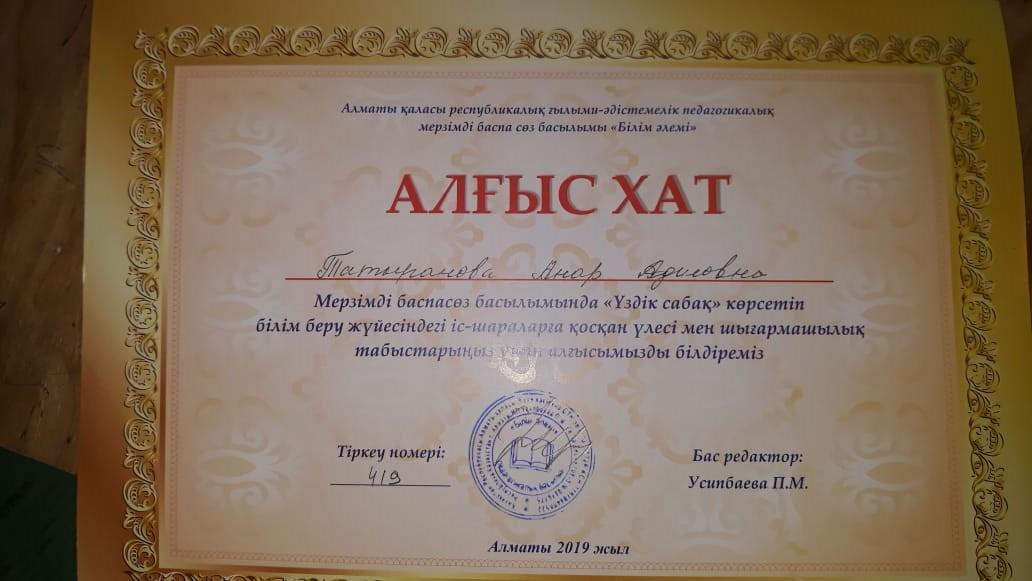 Алматы қаласы республикалық ғылыми-әдістемелік педагогикалық
мерзімді баспа сөз басылымы «Білім әлемі»
АЛҒЫС ХАТ
Анар Адиловна
Мерзімді баспасөз басылымында «Үздік сабақ» көрсетіп
білім беру жүйесіндегі іс-шараларға қосқан үлесі мен шығармашылық
табыстарыңыз үшін алғысымызды білдіреміз
Тіркеу номері:
419
«Білім әлемі»
Бас редактор:
Усипбаева П.М.
Алматы 2019 жыл